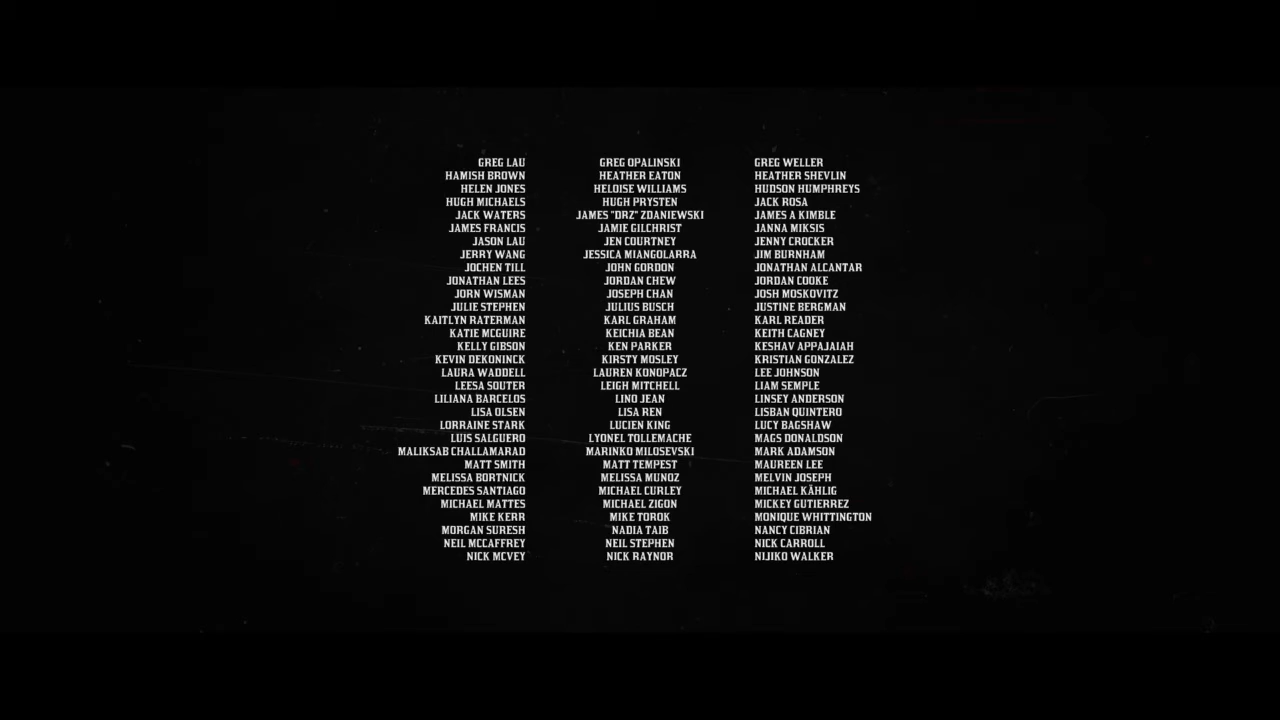 GREG LAU GREG OPALINSKI GREG WELLER
HAMISH BROWN HEATHER EATON HEATHER SHEVLIN
HELEN JONES HELOISE WILLIAMS HUDSON HUMPHREYS
HUGH MICHAELS HUGH PRYSTEN JACK ROSA
JACK WATERS JAMES "DRZ" ZDANIEWSKI JAMES A KIMBLE
JAMES FRANCIS JAMIE GILCHRIST JANNA MIKSIS
JASON LAU JEN COURTNEY JENNY CROCKER
JERRY WANG JESSICA MIANGOLARRA JIM BURNHAM
JOCHEN TILL JOHN GORDON JONATHAN ALCANTAR
JONATHAN LEES JORDAN CHEW JORDAN COOKE
JORN WISMAN JOSEPH CHAN JOSH MOSKOVITZ
JULIE STEPHEN JULIUS BUSCH JUSTINE BERGMAN
KAITLYN RATERMAN KARL GRAHAM KARL READER
KATIE MCGUIRE KEICHIA BEAN KEITH CAGNEY
KELLY GIBSON KEN PARKER KESHAV APPAJAIAH
KEVIN DEKONINCK KIRSTY MOSLEY KRISTIAN GONZALEZ
LAURA WADDELL LAUREN KONOPACZ LEE JOHNSON
LEESA SOUTER LEIGH MITCHELL LIAM SEMPLE
LILIANA BARCELOS LINO JEAN LINSEY ANDERSON
LISA OLSEN LISA REN LISBAN QUINTERO
LORRAINE STARK LUCIEN KING LUCY BAGSHAW
LUIS SALGUERO LYONEL TOLLEMACHE MAGS DONALDSON
MALIKSAB CHALLAMARAD MARINKO MILOSEVSKI MARK ADAMSON
MATT SMITH MATT TEMPEST MAUREEN LEE
MELISSA BORTNICK MELISSA MUNOZ MELVIN JOSEPH
MERCEDES SANTIAGO MICHAEL CURLEY MICHAEL KÄHLIG
MICHAEL MATTES MICHAEL ZIGON MICKEY GUTIERREZ
MIKE KERR MIKE TOROK MONIQUE WHITTINGTON
MORGAN SURESH NADIA TAIB NANCY CIBRIAN
NEIL MCCAFFREY NEIL STEPHEN NICK CARROLL
NICK MCVEY NICK RAYNOR NIJIKO WALKER